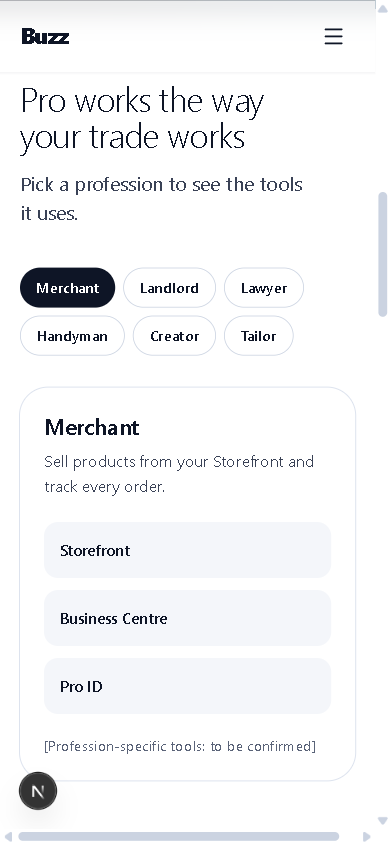 Buzz
Pro works the way
your trade works
Pick a profession to see the tools
it uses.
Merchant
Landlord
Lawyer
Handyman
Creator
Tailor
Merchant
Sell products from your Storefront and
track every order.
Storefront
Business Centre
Pro ID
[Profession-specific tools: to be confirmed]
N